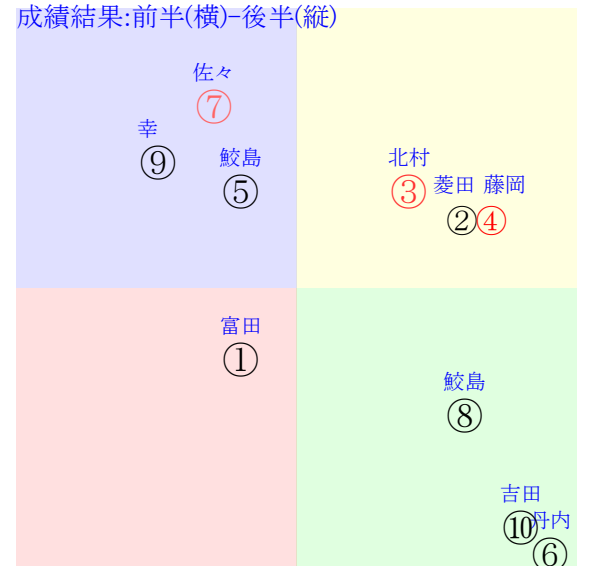 成績結果:前半(横)-後半(縦)
佐々
⑦
幸
⑨
鮫島
⑤
北村
③
菱田 藤岡
②④
富田
①
鮫島
⑧
吉田
⑩
丹内
⑥